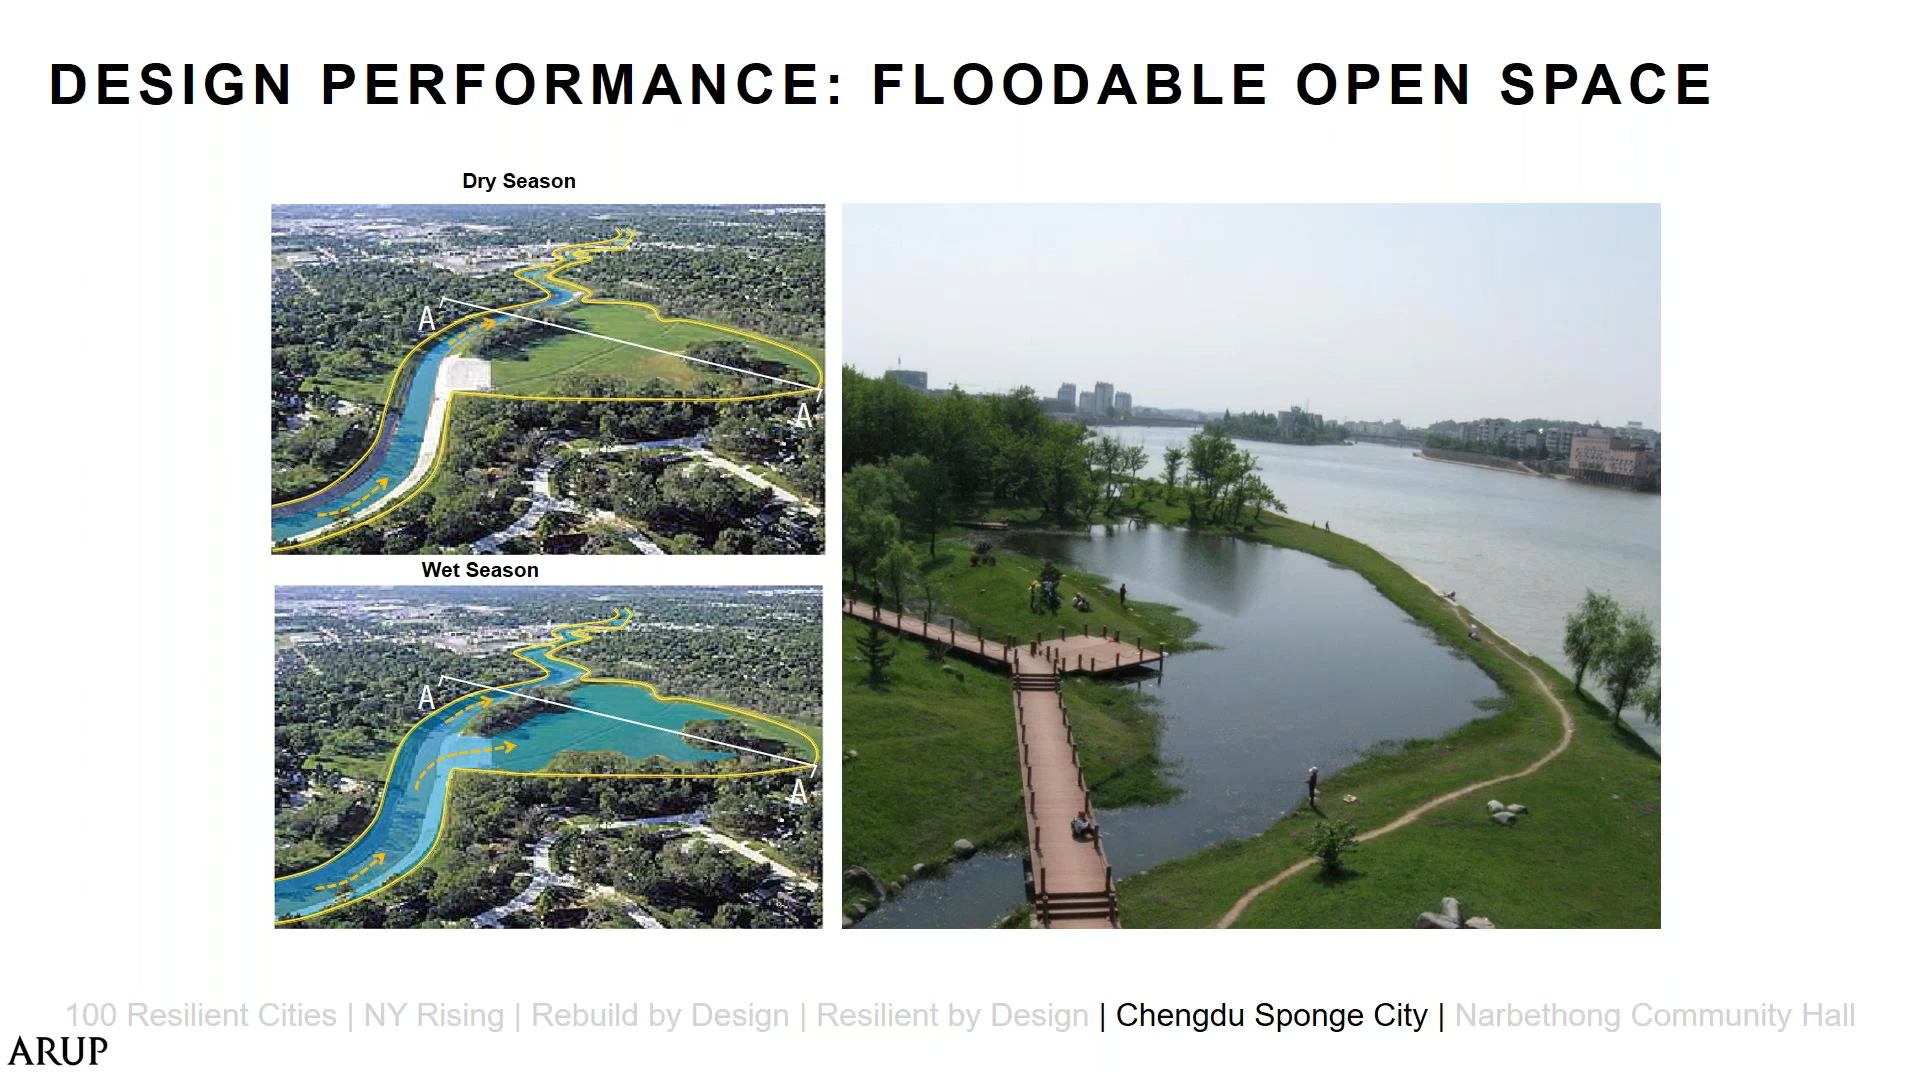 DESIGN PERFORMANCE: FLOODABLE OPEN SPACE
Dry Season
A
A
Wet Season
A
A
100 Resilient Cities | NY Rising | Rebuild by Design | Resilient by Design | Chengdu Sponge City | Narbethong Community Hall
ARUP